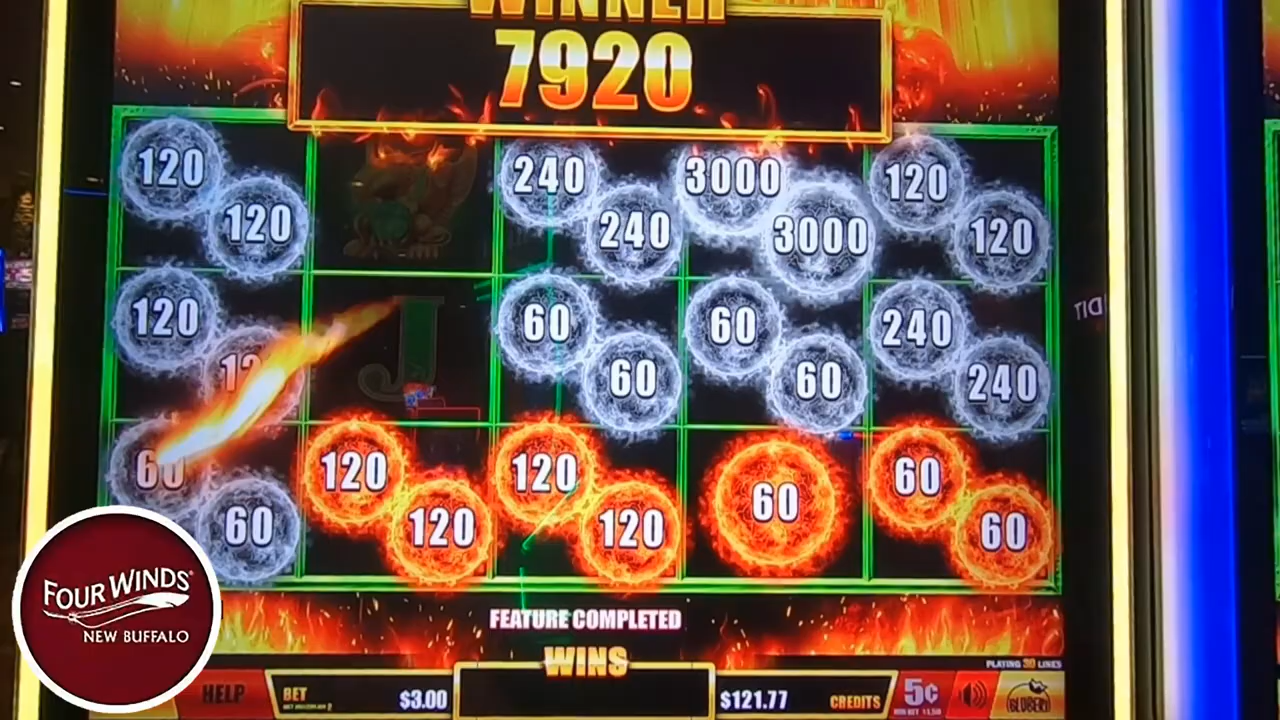 WINNER
7920
120
120
240
240
3000
3000
120
120
120
J
60
60
60
60
240
240
60
60
120
120
120
120
60
60
60
FEATURE COMPLETED
WINS
PLAYING 30 LINES
FOUR WINDS®
NEW BUFFALO
HELP
BET
$3.00
$121.77
CREDITS
5¢